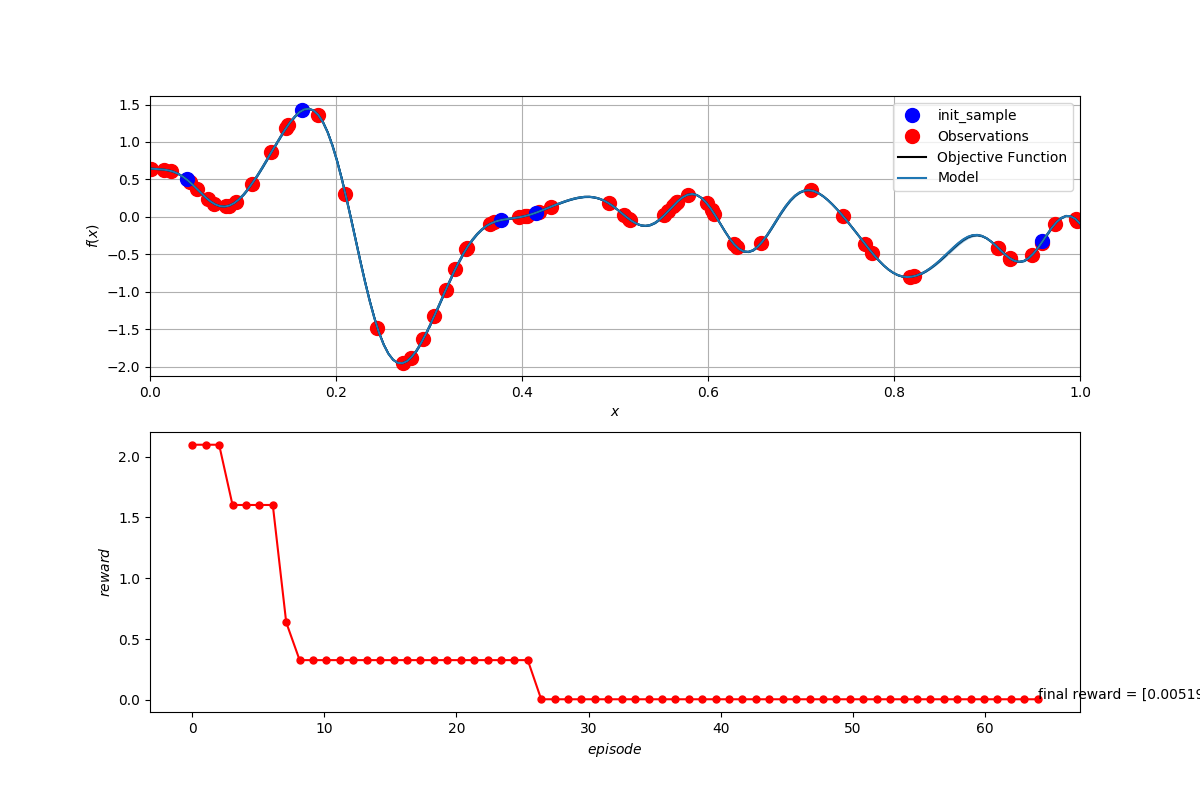 1.5
1.0
0.5
0.0
−0.5
−1.0
−1.5
−2.0
f(x)
init_sample
Observations
Objective Function
Model
0.0 0.2 0.4 0.6 0.8 1.0
x
2.0
1.5
1.0
0.5
0.0
reward
final reward = [0.00519
0 10 20 30 40 50 60
episode